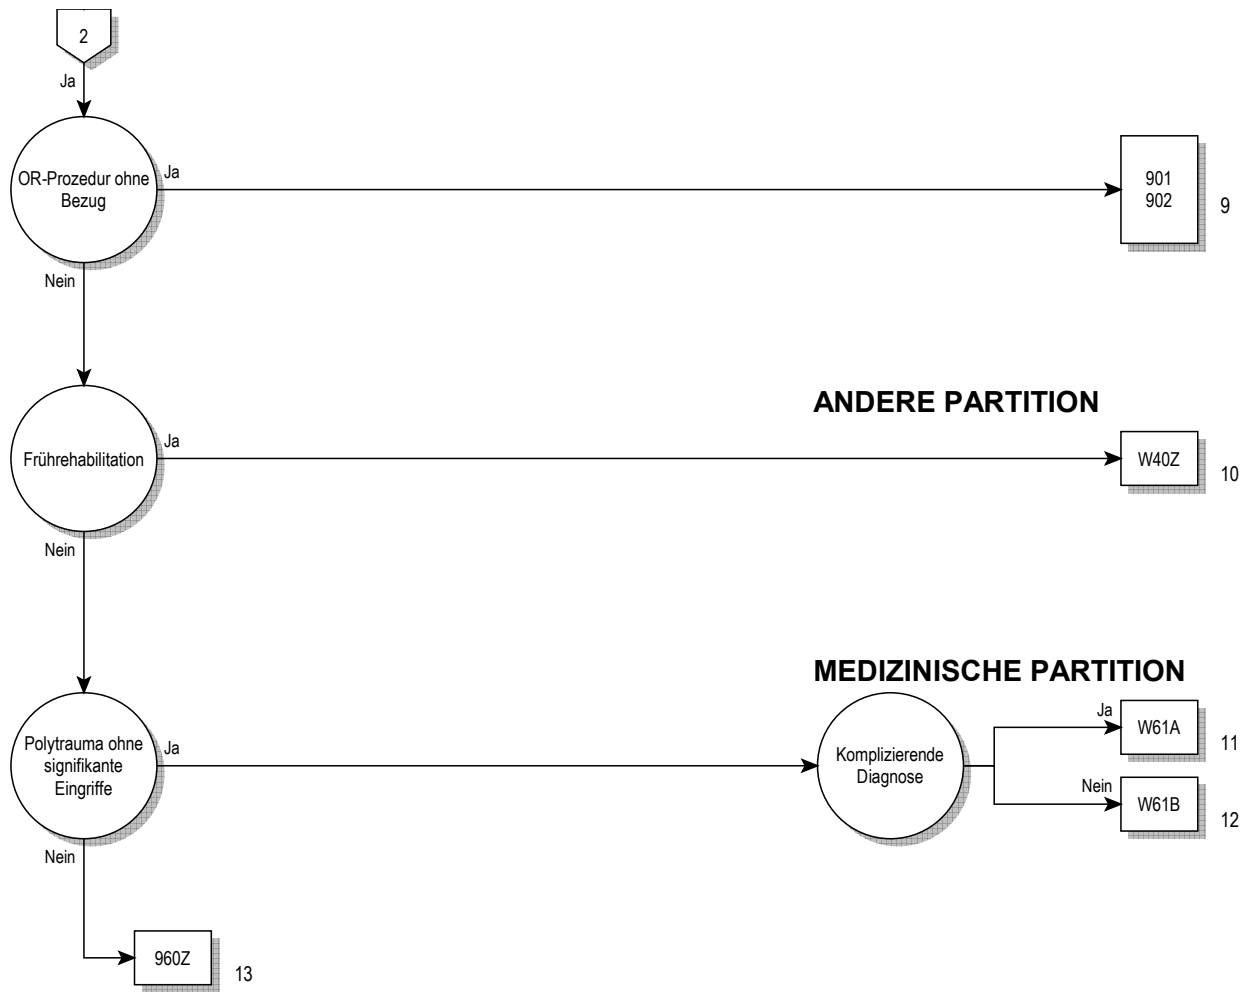 2
Ja
OR-Prozedur ohne
Bezug
Ja
901
902
9
Nein
ANDERE PARTITION
Frührehabilitation
Ja
W40Z
10
Nein
MEDIZINISCHE PARTITION
Polytrauma ohne
signifikante
Eingriffe
Ja
Komplizierende
Diagnose
Ja
W61A
11
Nein
W61B
12
Nein
960Z
13